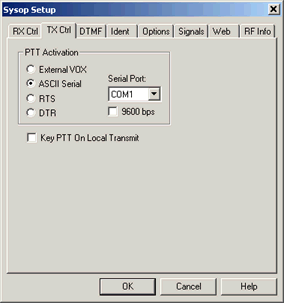 Sysop Setup
RX Ctrl TX Ctrl DTMF Ident Options Signals Web RF Info
PTT Activation
External VOX
ASCII Serial
RTS
DTR
Serial Port:
COM1
9600 bps
Key PTT On Local Transmit
OK Cancel Help